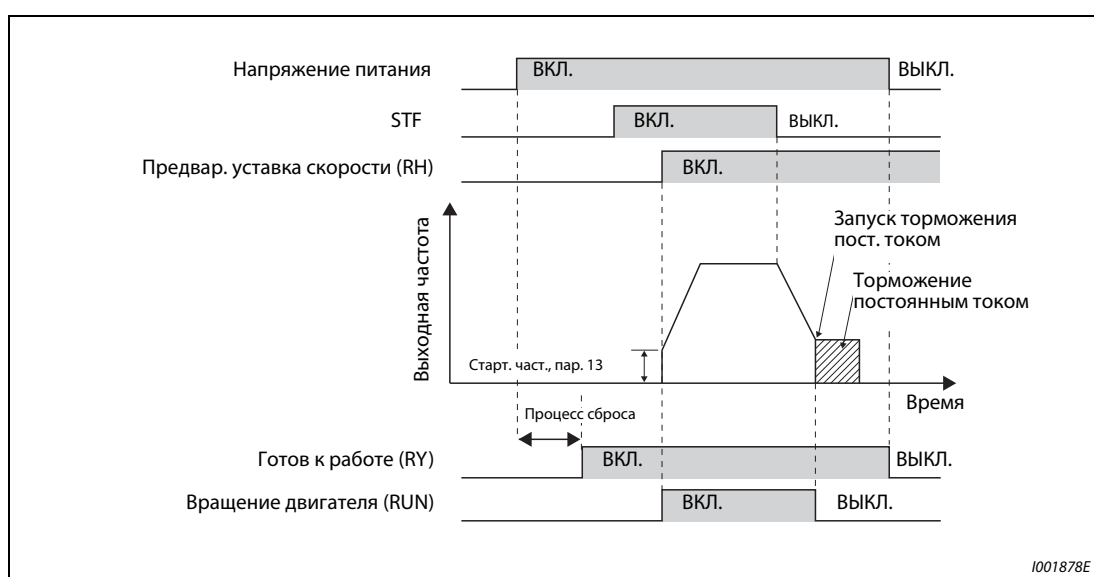 Напряжение питания
ВКЛ.
ВЫКЛ.
STF
ВКЛ.
ВЫКЛ.
Предвар. уставка скорости (RH)
ВКЛ.
Выходная частота
Запуск торможения
пост. током
Торможение
постоянным током
Старт. част., пар. 13
Время
Процесс сброса
Готов к работе (RY)
ВКЛ.
ВЫКЛ.
Вращение двигателя (RUN)
ВКЛ.
ВЫКЛ.
I001878E